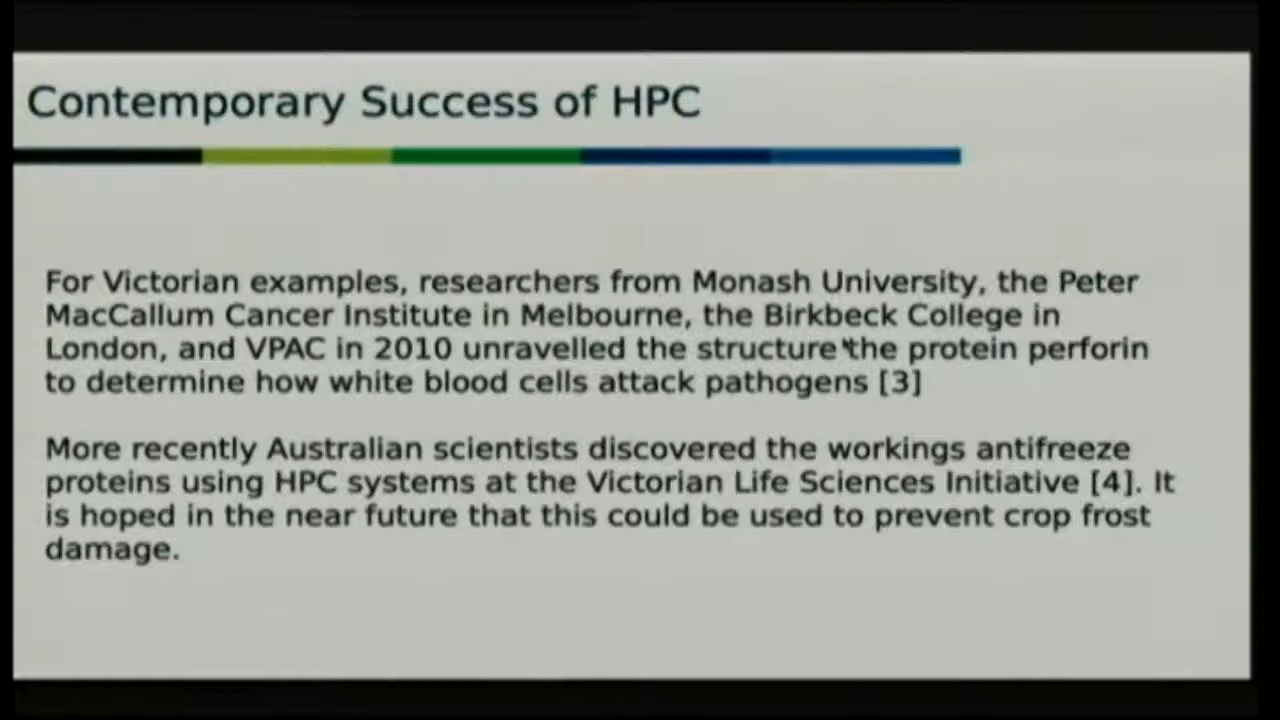 Contemporary Success of HPC
For Victorian examples, researchers from Monash University, the Peter
MacCallum Cancer Institute in Melbourne, the Birkbeck College in
London, and VPAC in 2010 unravelled the structure the protein perforin
to determine how white blood cells attack pathogens [3]
More recently Australian scientists discovered the workings antifreeze
proteins using HPC systems at the Victorian Life Sciences Initiative [4]. It
is hoped in the near future that this could be used to prevent crop frost
damage.